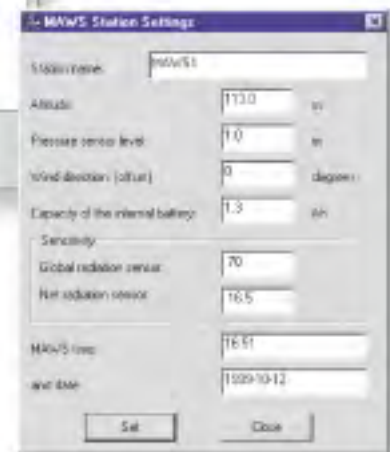 MAWS Station Settings
Station name: MAWS1
Altitude: 113.0 m
Pressure sensor level: 1.0 m
Wind direction (offset) 0 degrees
Capacity of the internal battery: 1.3 Ah
Sensitivity
Global radiation sensor 70
Net radiation sensor 16.5
MAWS time 16:51
and date 1999-10-12
Set Close